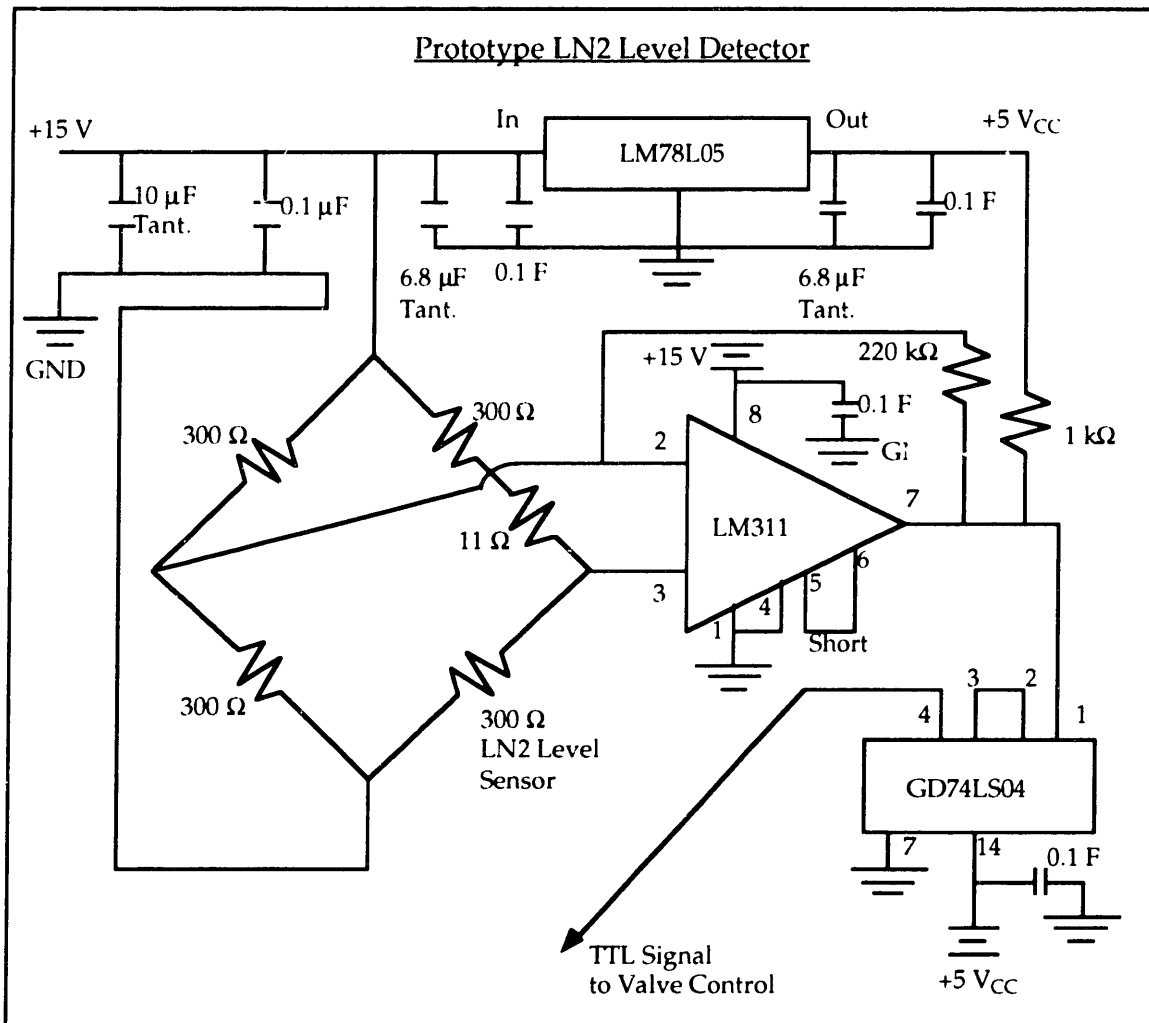 Prototype LN2 Level Detector
+15 V
In
LM78L05
Out
+5 VCC
10 µF
Tant.
0.1 µF
6.8 µF
Tant.
0.1 F
6.8 µF
Tant.
0.1 F
GND
+15 V
220 kΩ
0.1 F
1 kΩ
300 Ω
300 Ω
11 Ω
2
8
7
LM311
3
1
4
5
6
Short
300 Ω
300 Ω
LN2 Level
Sensor
4
3
2
1
GD74LS04
7
14
0.1 F
+5 VCC
TTL Signal
to Valve Control